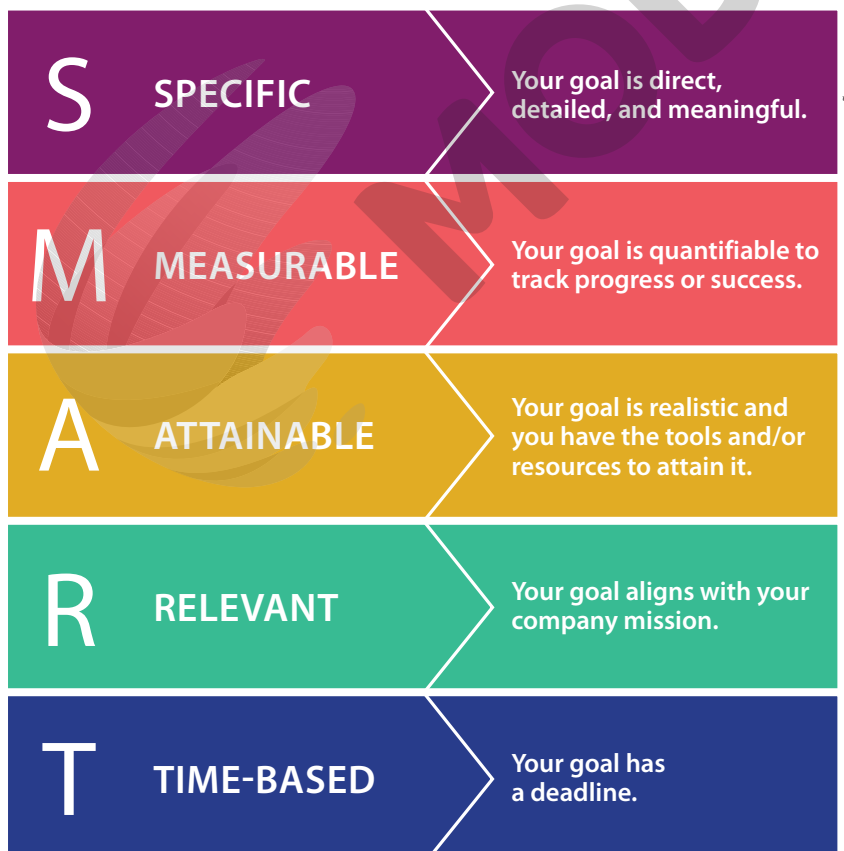 S
SPECIFIC
Your goal is direct,
detailed, and meaningful.
M
MEASURABLE
Your goal is quantifiable to
track progress or success.
A
ATTAINABLE
Your goal is realistic and
you have the tools and/or
resources to attain it.
R
RELEVANT
Your goal aligns with your
company mission.
T
TIME-BASED
Your goal has
a deadline.